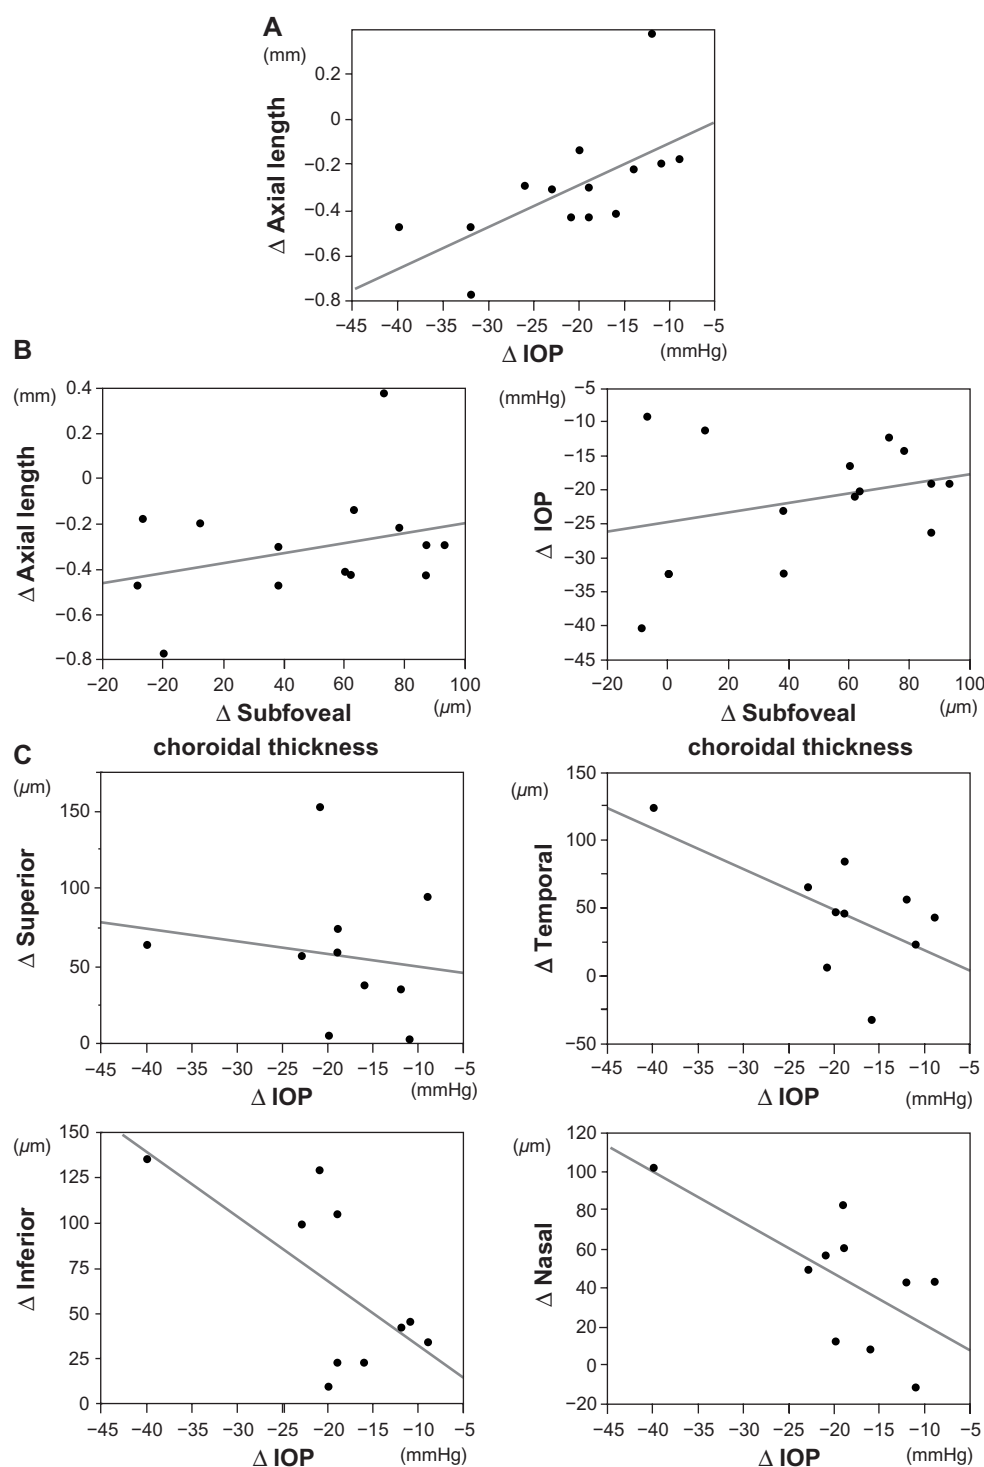 A
(mm)
0.2
0
−0.2
−0.4
−0.6
−0.8
Δ Axial length
−45 −40 −35 −30 −25 −20 −15 −10 −5
Δ IOP
(mmHg)
B
(mm)
0.4
0.2
0
−0.2
−0.4
−0.6
−0.8
Δ Axial length
−20 −20 20 40 60 80 100
Δ Subfoveal
(µm)
choroidal thickness
(mmHg)
−5
−10
−15
−20
−25
−30
−35
−40
−45
Δ IOP
−20 0 20 40 60 80 100
Δ Subfoveal
(µm)
choroidal thickness
C
(µm)
150
100
50
0
Δ Superior
−45 −40 −35 −30 −25 −20 −15 −10 −5
Δ IOP
(mmHg)
(µm)
150
100
50
0
−50
Δ Temporal
−45 −40 −35 −30 −25 −20 −15 −10 −5
Δ IOP
(mmHg)
(µm)
150
125
100
75
50
25
0
Δ Inferior
−45 −40 −35 −30 −25 −20 −15 −10 −5
Δ IOP
(mmHg)
(µm)
120
100
80
60
40
20
0
−20
Δ Nasal
−45 −40 −35 −30 −25 −20 −15 −10 −5
Δ IOP
(mmHg)